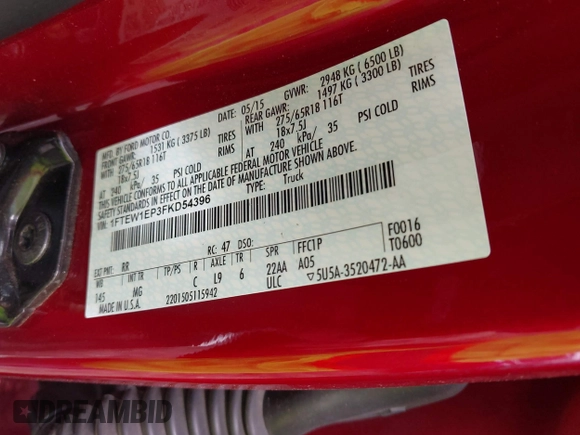 MFD. BY FORD MOTOR CO.
DATE: 05/15 GVWR: 2948 KG ( 6500 LB)
FRONT GAWR: 1531 KG ( 3375 LB) REAR GAWR: 1497 KG ( 3300 LB)
WITH 275/65R18 116T TIRES WITH 275/65R18 116T TIRES
18x7.5J RIMS 18x7.5J RIMS
AT 240 kPa/ 35 PSI COLD AT 240 kPa/ 35 PSI COLD
THIS VEHICLE CONFORMS TO ALL APPLICABLE FEDERAL MOTOR VEHICLE
SAFETY STANDARDS IN EFFECT ON THE DATE OF MANUFACTURE SHOWN ABOVE.
VIN: 1FTEW1EP3FKD54396
TYPE: Truck
F0016
T0600
EXT PNT: RR RC: 47 DSO:
WB INT TR TP/PS R AXLE TR SPR FFC1P
145 MG C L9 6 22AA A05
ULC ▽ 5U5A-3520472-AA
MADE IN U.S.A. 2201505115942
DREAMBID